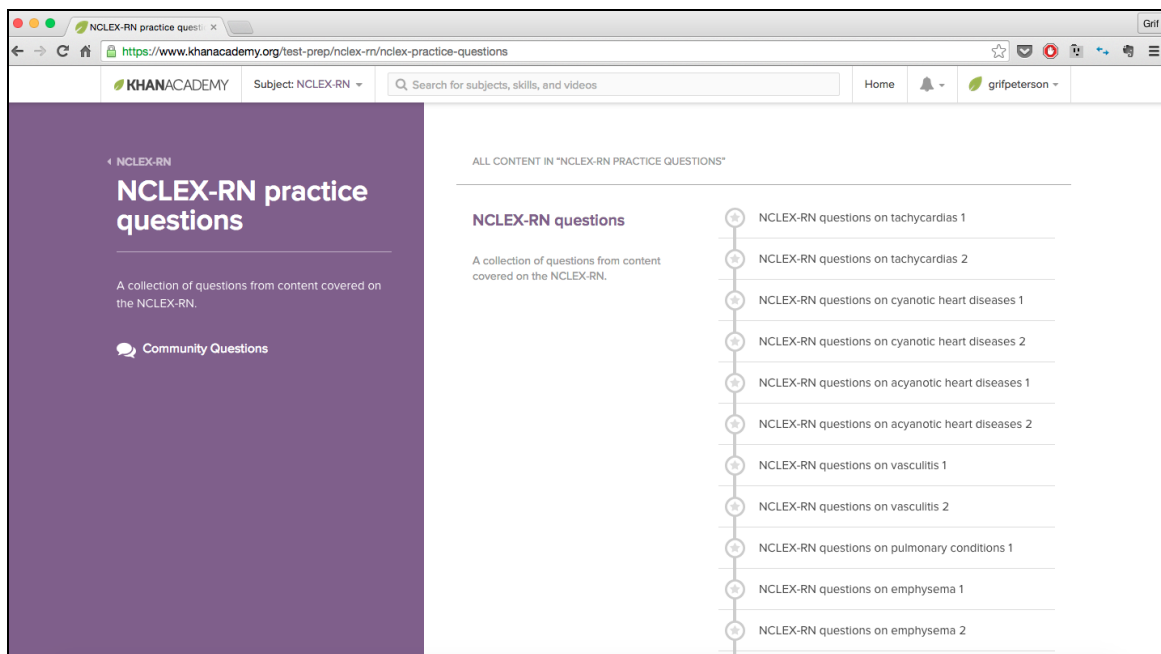 NCLEX-RN practice questi
Grif
https://www.khanacademy.org/test-prep/nclex-rn/nclex-practice-questions
KHANACADEMY
Subject: NCLEX-RN
Search for subjects, skills, and videos
Home
grifpeterson
NCLEX-RN
NCLEX-RN practice
questions
A collection of questions from content covered on
the NCLEX-RN.
Community Questions
ALL CONTENT IN "NCLEX-RN PRACTICE QUESTIONS"
NCLEX-RN questions
A collection of questions from content
covered on the NCLEX-RN.
NCLEX-RN questions on tachycardias 1
NCLEX-RN questions on tachycardias 2
NCLEX-RN questions on cyanotic heart diseases 1
NCLEX-RN questions on cyanotic heart diseases 2
NCLEX-RN questions on acyanotic heart diseases 1
NCLEX-RN questions on acyanotic heart diseases 2
NCLEX-RN questions on vasculitis 1
NCLEX-RN questions on vasculitis 2
NCLEX-RN questions on pulmonary conditions 1
NCLEX-RN questions on emphysema 1
NCLEX-RN questions on emphysema 2